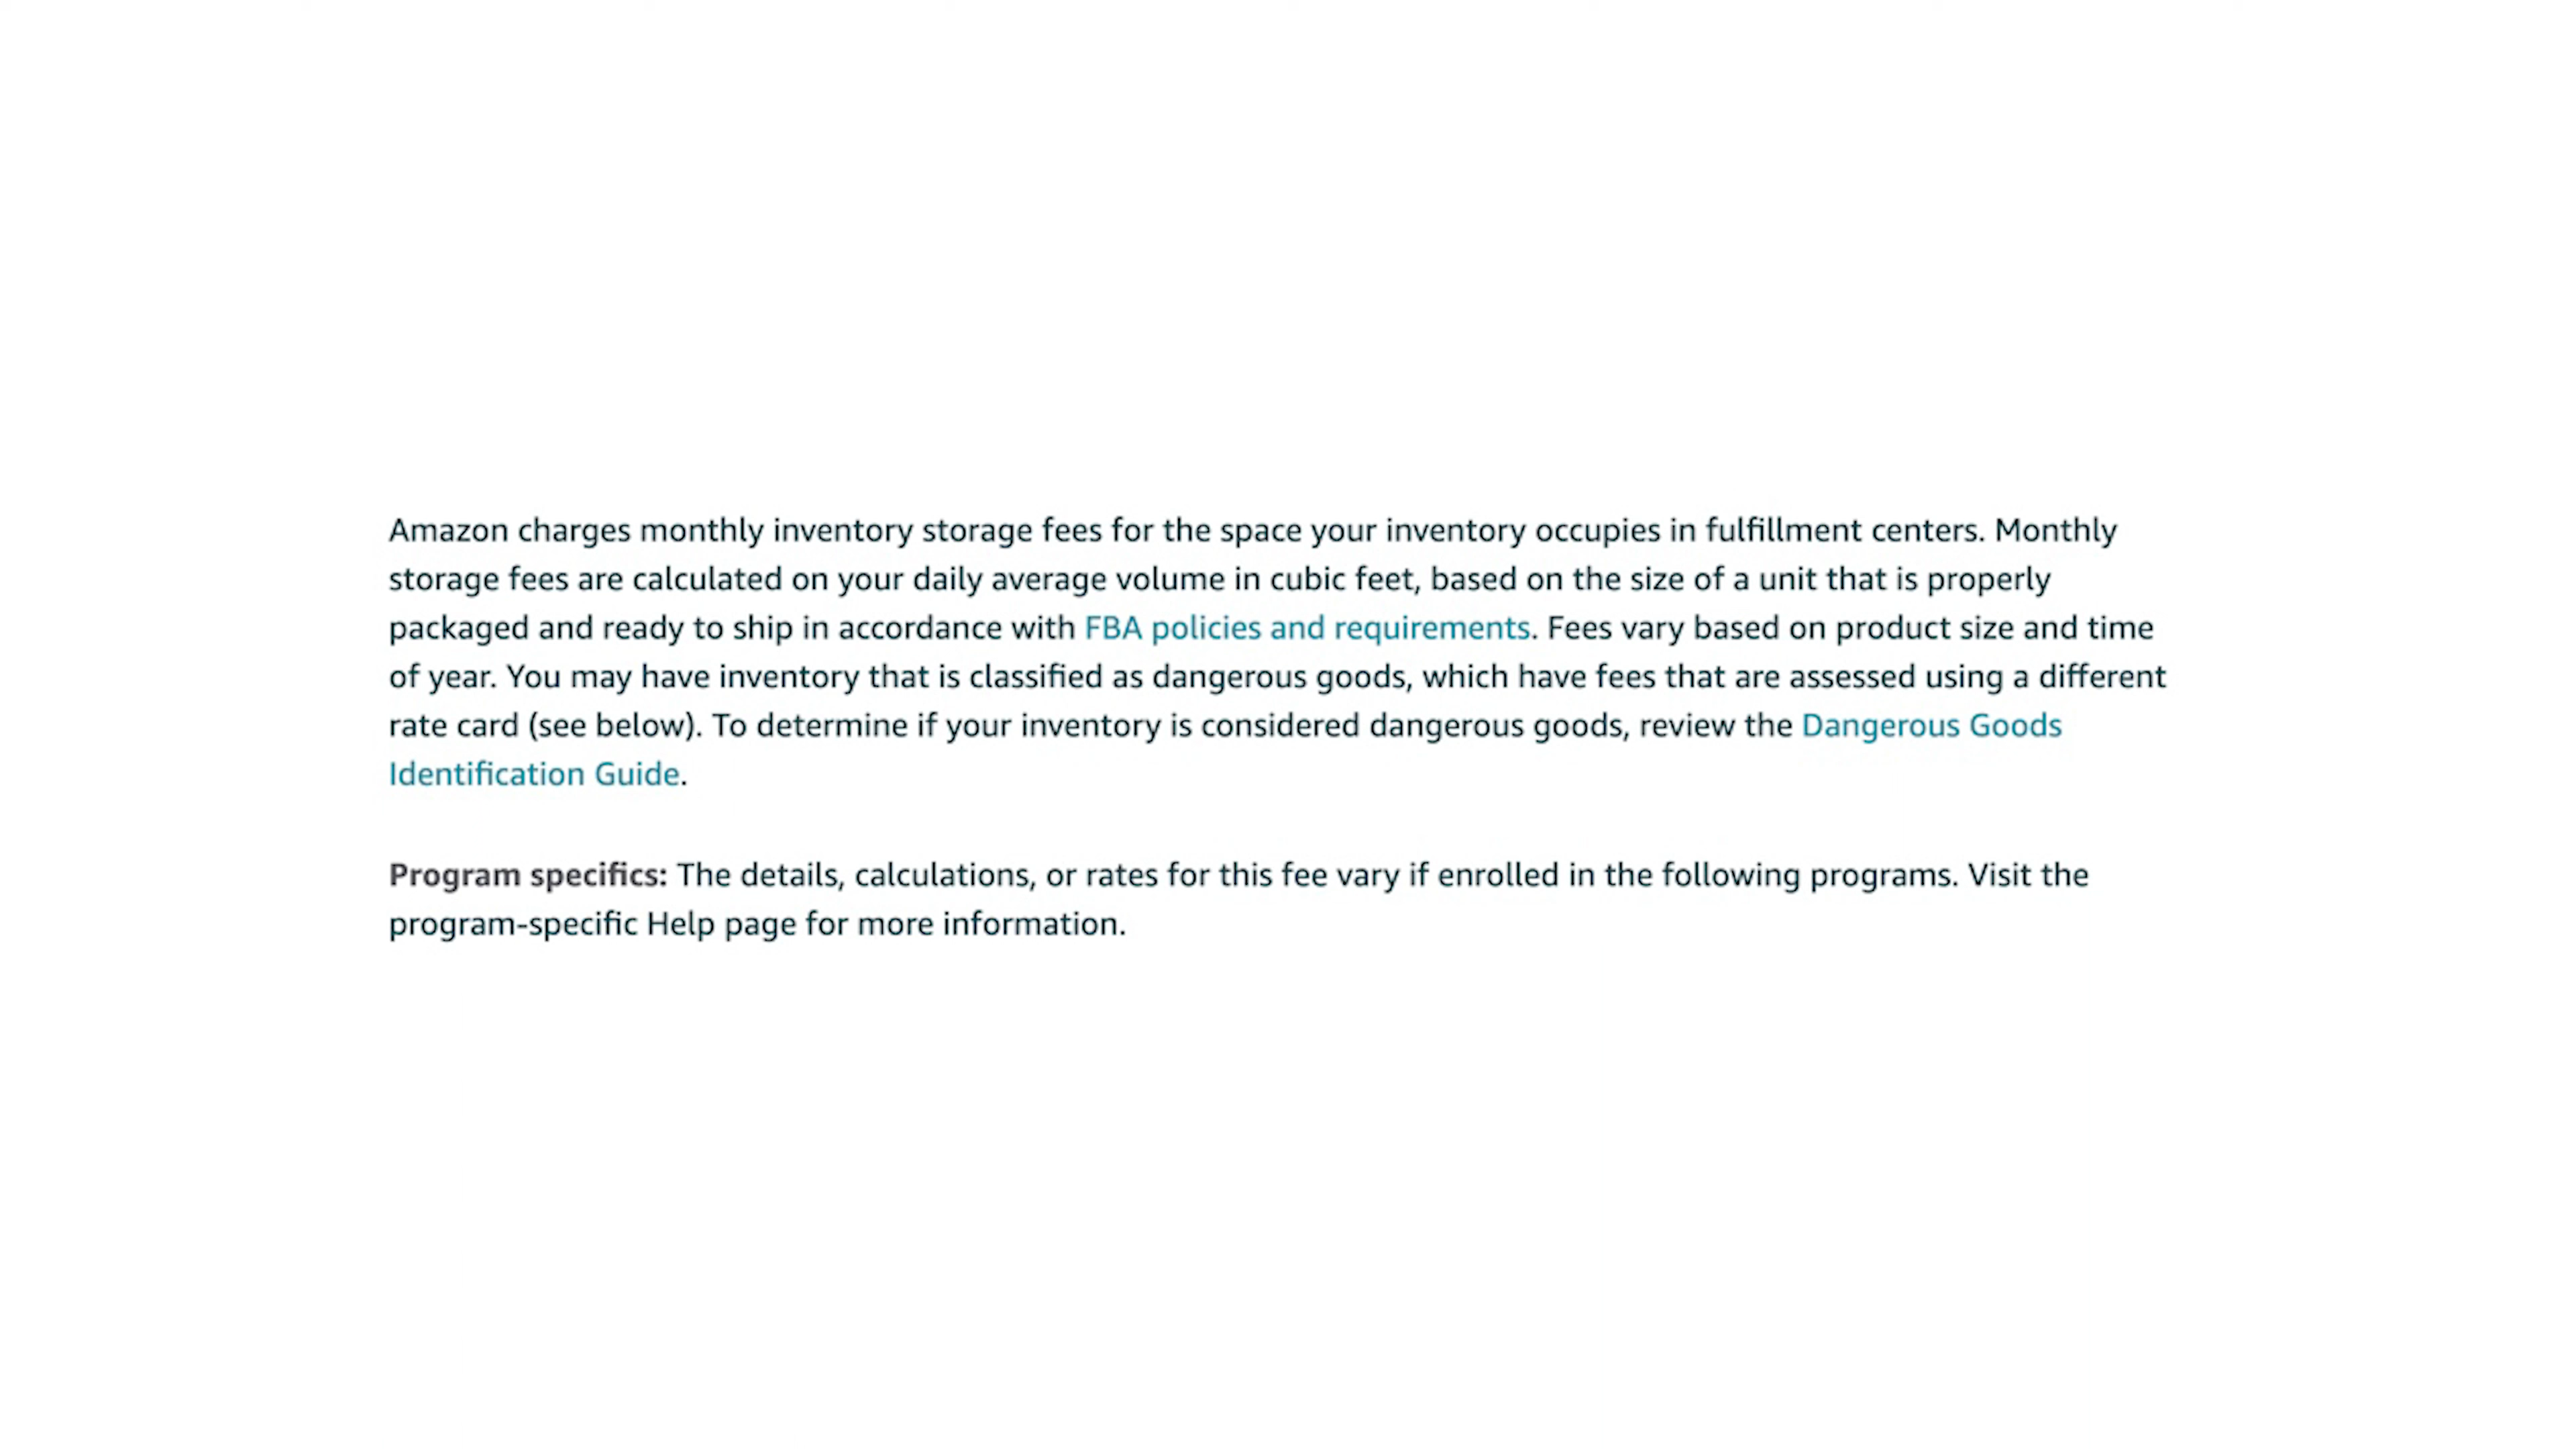 Amazon charges monthly inventory storage fees for the space your inventory occupies in fulfillment centers. Monthly
storage fees are calculated on your daily average volume in cubic feet, based on the size of a unit that is properly
packaged and ready to ship in accordance with FBA policies and requirements. Fees vary based on product size and time
of year. You may have inventory that is classified as dangerous goods, which have fees that are assessed using a different
rate card (see below). To determine if your inventory is considered dangerous goods, review the Dangerous Goods
Identification Guide.
Program specifics: The details, calculations, or rates for this fee vary if enrolled in the following programs. Visit the
program-specific Help page for more information.